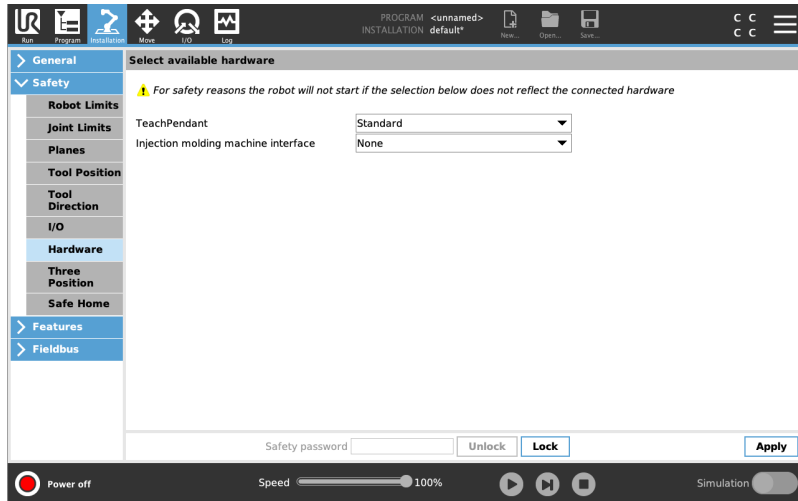 UR
PROGRAM <unnamed>
INSTALLATION default*
C C
C C
Run
Program
Installation
Move
I/O
Log
New...
Open...
Save...
General
Safety
Robot Limits
Joint Limits
Planes
Tool Position
Tool
Direction
I/O
Hardware
Three
Position
Safe Home
Features
Fieldbus
Select available hardware
For safety reasons the robot will not start if the selection below does not reflect the connected hardware
TeachPendant Standard
Injection molding machine interface None
Safety password Unlock Lock Apply
Power off Speed 100% Simulation